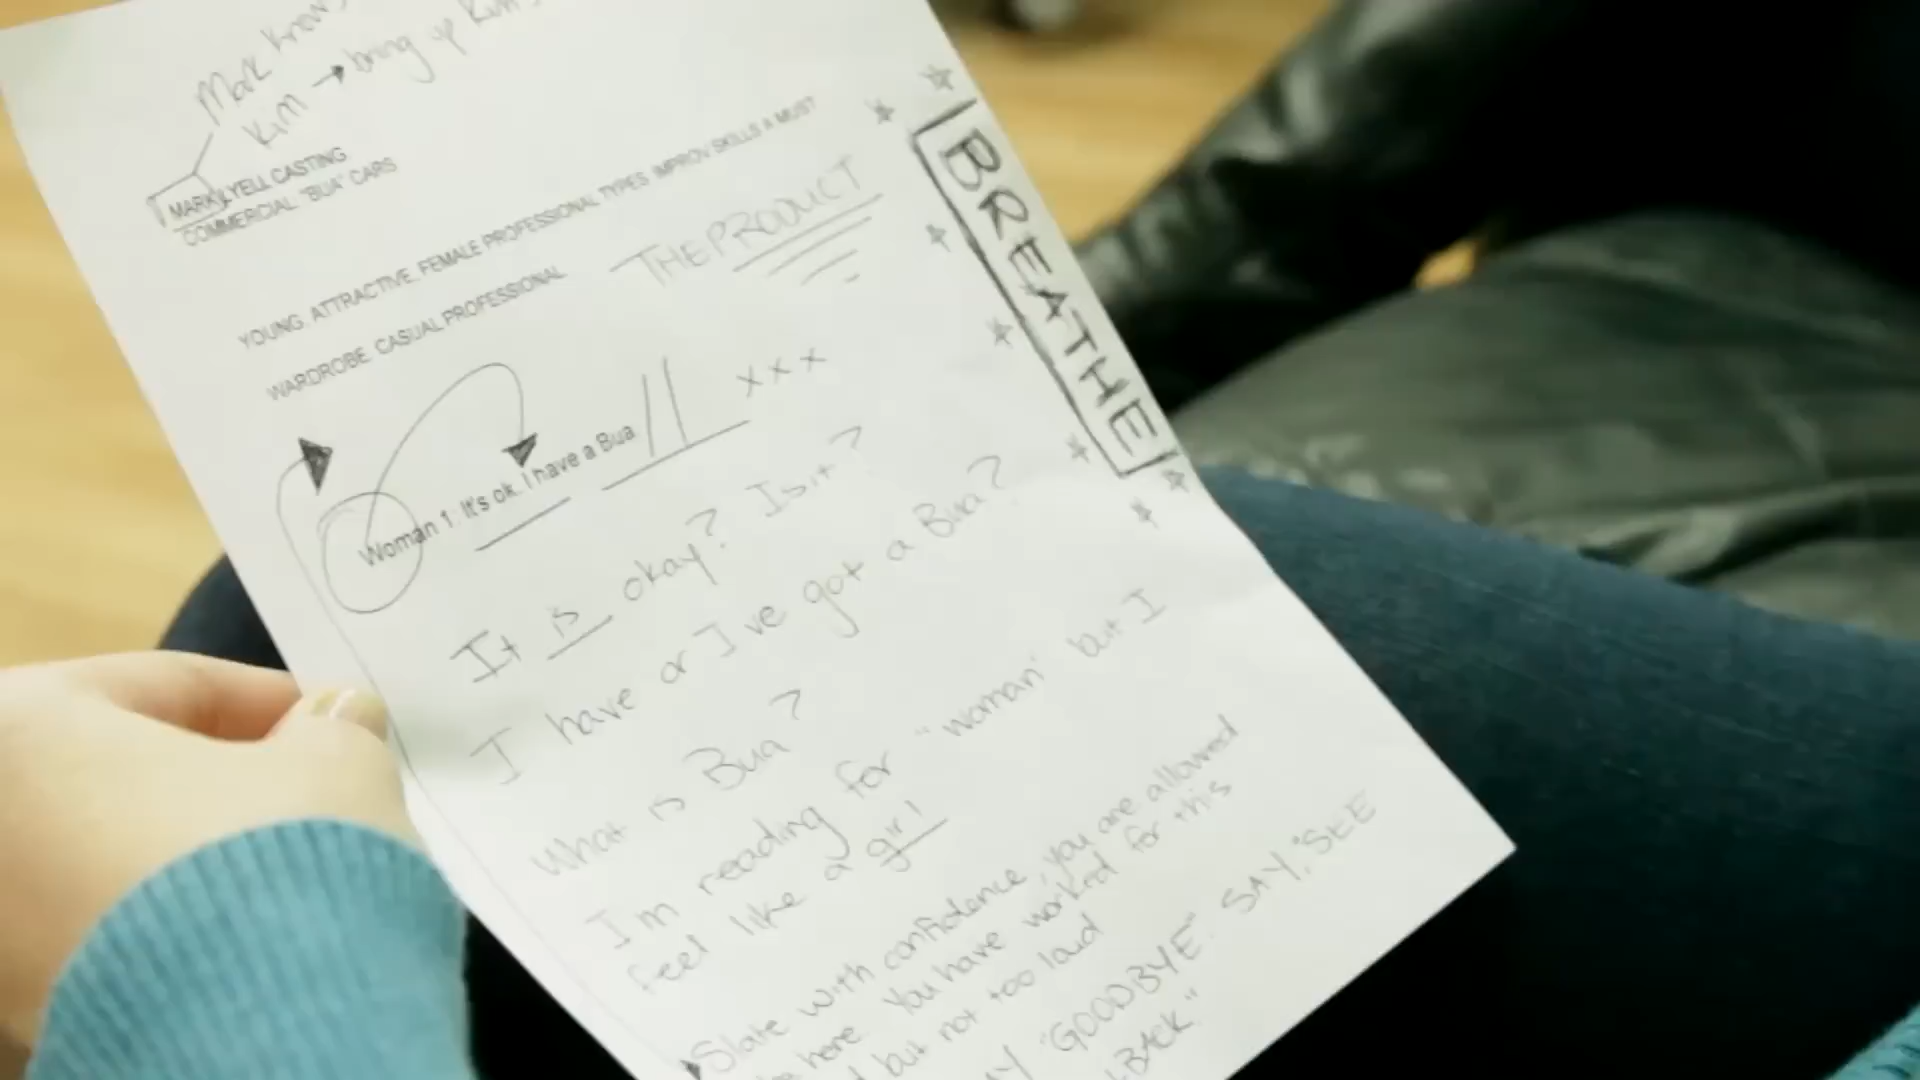 Mark knows
Kim → bring up Kim
MARK LYELL CASTING
COMMERCIAL "BUA" CARS
YOUNG. ATTRACTIVE. FEMALE PROFESSIONAL TYPES. IMPROV SKILLS A MUST
WARDROBE. CASUAL PROFESSIONAL
THE PRODUCT
BREATHE
Woman 1: It's ok. I have a Bua
x x x
It is okay? Is it?
I have or I've got a Bua?
What is Bua?
I'm reading for "woman" but I
feel like a girl
Slate with confidence, you are allowed
here. You have worked for this
but not too loud
"GOODBYE". SAY, "SEE
BACK."